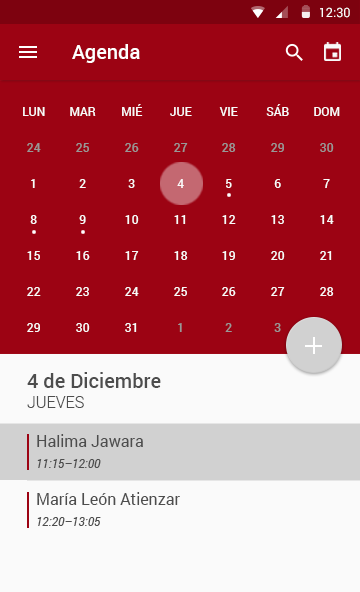 12:30
Agenda
LUN MAR MIÉ JUE VIE SÁB DOM
24 25 26 27 28 29 30
1 2 3 4 5 6 7
8 9 10 11 12 13 14
15 16 17 18 19 20 21
22 23 24 25 26 27 28
29 30 31 1 2 3
4 de Diciembre
JUEVES
Halima Jawara
11:15–12:00
María León Atienzar
12:20–13:05